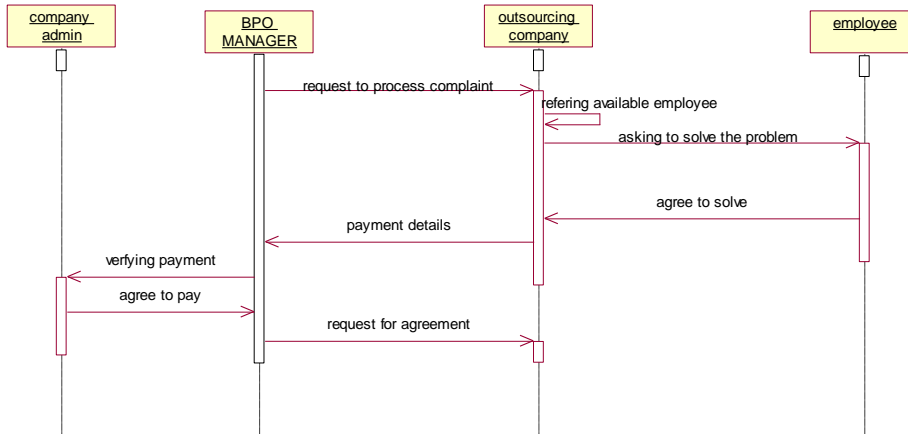 company
admin
BPO
MANAGER
outsourcing
company
employee
request to process complaint
refering available employee
asking to solve the problem
agree to solve
payment details
verfying payment
agree to pay
request for agreement